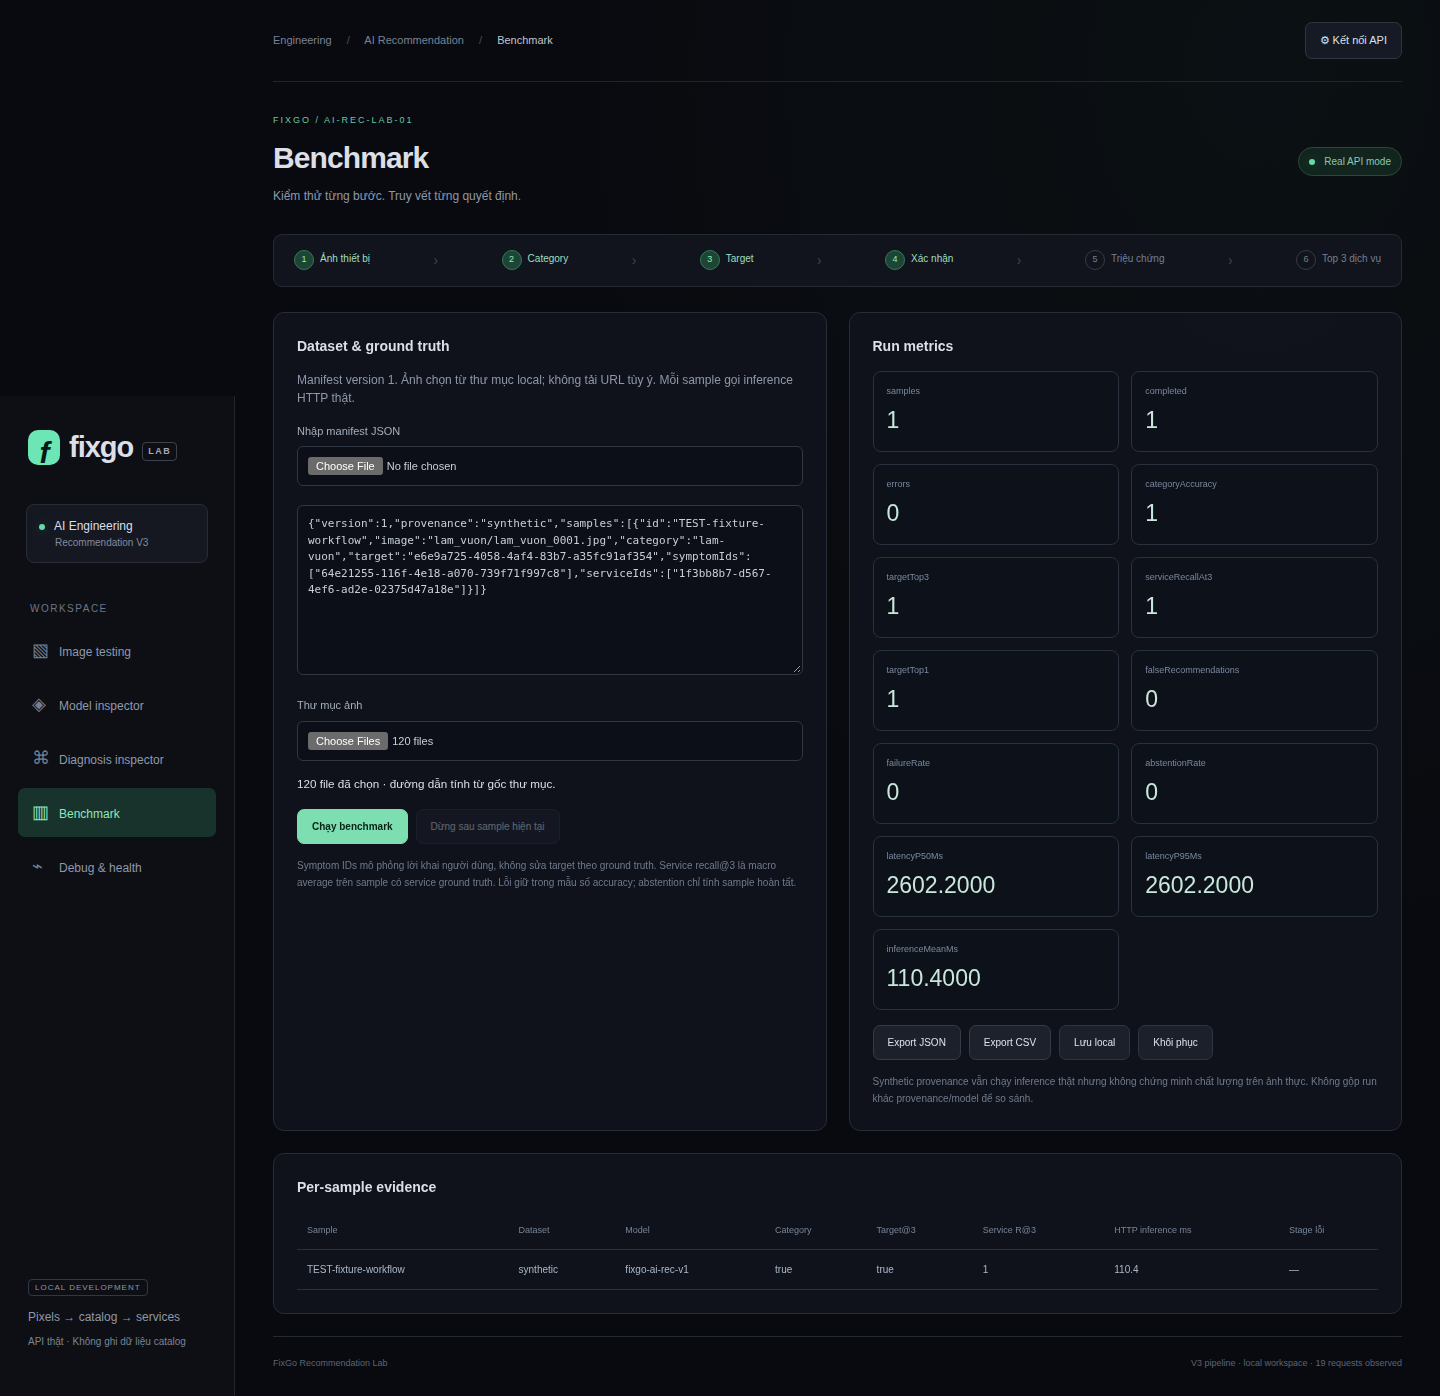 Engineering / AI Recommendation / Benchmark
⚙ Kết nối API
FIXGO / AI-REC-LAB-01
Benchmark
Real API mode
Kiểm thử từng bước. Truy vết từng quyết định.
1 Ảnh thiết bị › 2 Category › 3 Target › 4 Xác nhận › 5 Triệu chứng › 6 Top 3 dịch vụ
fixgo LAB
AI Engineering
Recommendation V3
WORKSPACE
Image testing
Model inspector
Diagnosis inspector
Benchmark
Debug & health
LOCAL DEVELOPMENT
Pixels → catalog → services
API thật · Không ghi dữ liệu catalog
Dataset & ground truth
Manifest version 1. Ảnh chọn từ thư mục local; không tải URL tùy ý. Mỗi sample gọi inference
HTTP thật.
Nhập manifest JSON
Choose File No file chosen
{"version":1,"provenance":"synthetic","samples":[{"id":"TEST-fixture-
workflow","image":"lam_vuon/lam_vuon_0001.jpg","category":"lam-
vuon","target":"e6e9a725-4058-4af4-83b7-a35fc91af354","symptomIds":
["64e21255-116f-4e18-a070-739f71f997c8"],"serviceIds":["1f3bb8b7-d567-
4ef6-ad2e-02375d47a18e"]}]}
Thư mục ảnh
Choose Files 120 files
120 file đã chọn · đường dẫn tính từ gốc thư mục.
Chạy benchmark
Dừng sau sample hiện tại
Symptom IDs mô phỏng lời khai người dùng, không sửa target theo ground truth. Service recall@3 là macro
average trên sample có service ground truth. Lỗi giữ trong mẫu số accuracy; abstention chỉ tính sample hoàn tất.
Run metrics
samples
1
completed
1
errors
0
categoryAccuracy
1
targetTop3
1
serviceRecallAt3
1
targetTop1
1
falseRecommendations
0
failureRate
0
abstentionRate
0
latencyP50Ms
2602.2000
latencyP95Ms
2602.2000
inferenceMeanMs
110.4000
Export JSON
Export CSV
Lưu local
Khôi phục
Synthetic provenance vẫn chạy inference thật nhưng không chứng minh chất lượng trên ảnh thực. Không gộp run
khác provenance/model để so sánh.
Per-sample evidence
Sample Dataset Model Category Target@3 Service R@3 HTTP inference ms Stage lỗi
TEST-fixture-workflow synthetic fixgo-ai-rec-v1 true true 1 110.4 —
FixGo Recommendation Lab
V3 pipeline · local workspace · 19 requests observed